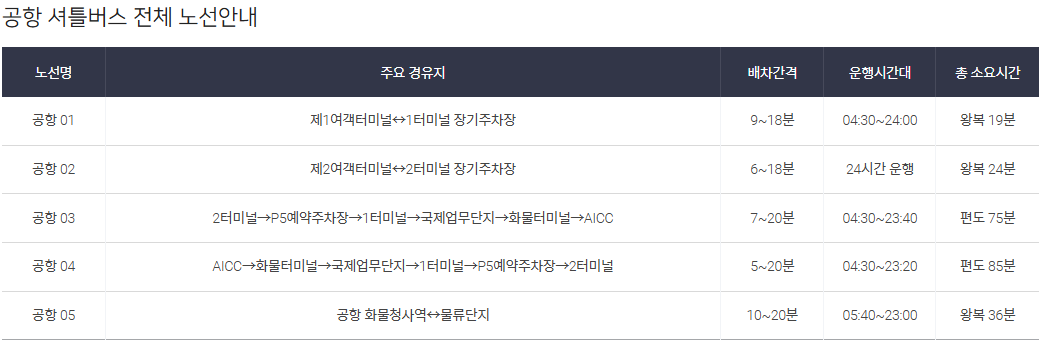 공항 셔틀버스 전체 노선안내
노선명 주요 경유지 배차간격 운행시간대 총 소요시간
공항 01 제1여객터미널↔1터미널 장기주차장 9~18분 04:30~24:00 왕복 19분
공항 02 제2여객터미널↔2터미널 장기주차장 6~18분 24시간 운행 왕복 24분
공항 03 2터미널→P5예약주차장→1터미널→국제업무단지→화물터미널→AICC 7~20분 04:30~23:40 편도 75분
공항 04 AICC→화물터미널→국제업무단지→1터미널→P5예약주차장→2터미널 5~20분 04:30~23:20 편도 85분
공항 05 공항 화물청사역↔물류단지 10~20분 05:40~23:00 왕복 36분